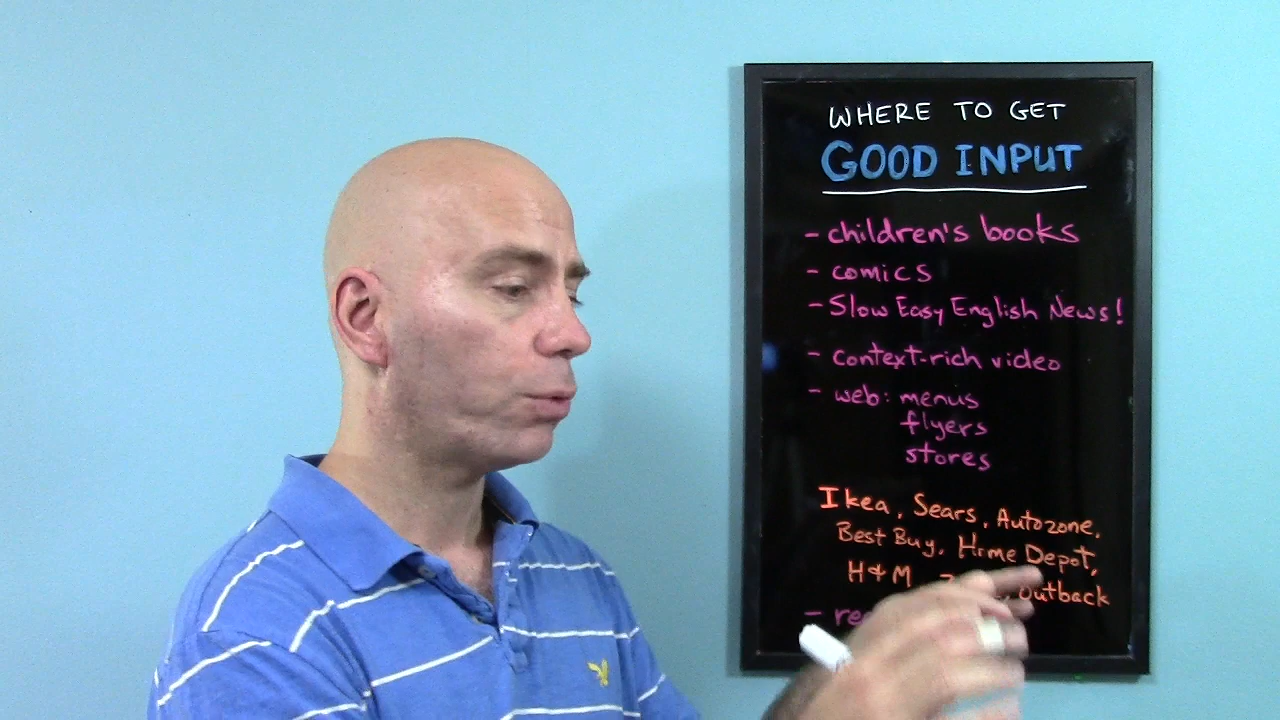 WHERE TO GET
GOOD INPUT
- children's books
- comics
- Slow Easy English News!
- context-rich video
- web: menus
flyers
stores
Ikea, Sears, Autozone,
Best Buy, Home Depot,
H&M Outback
-